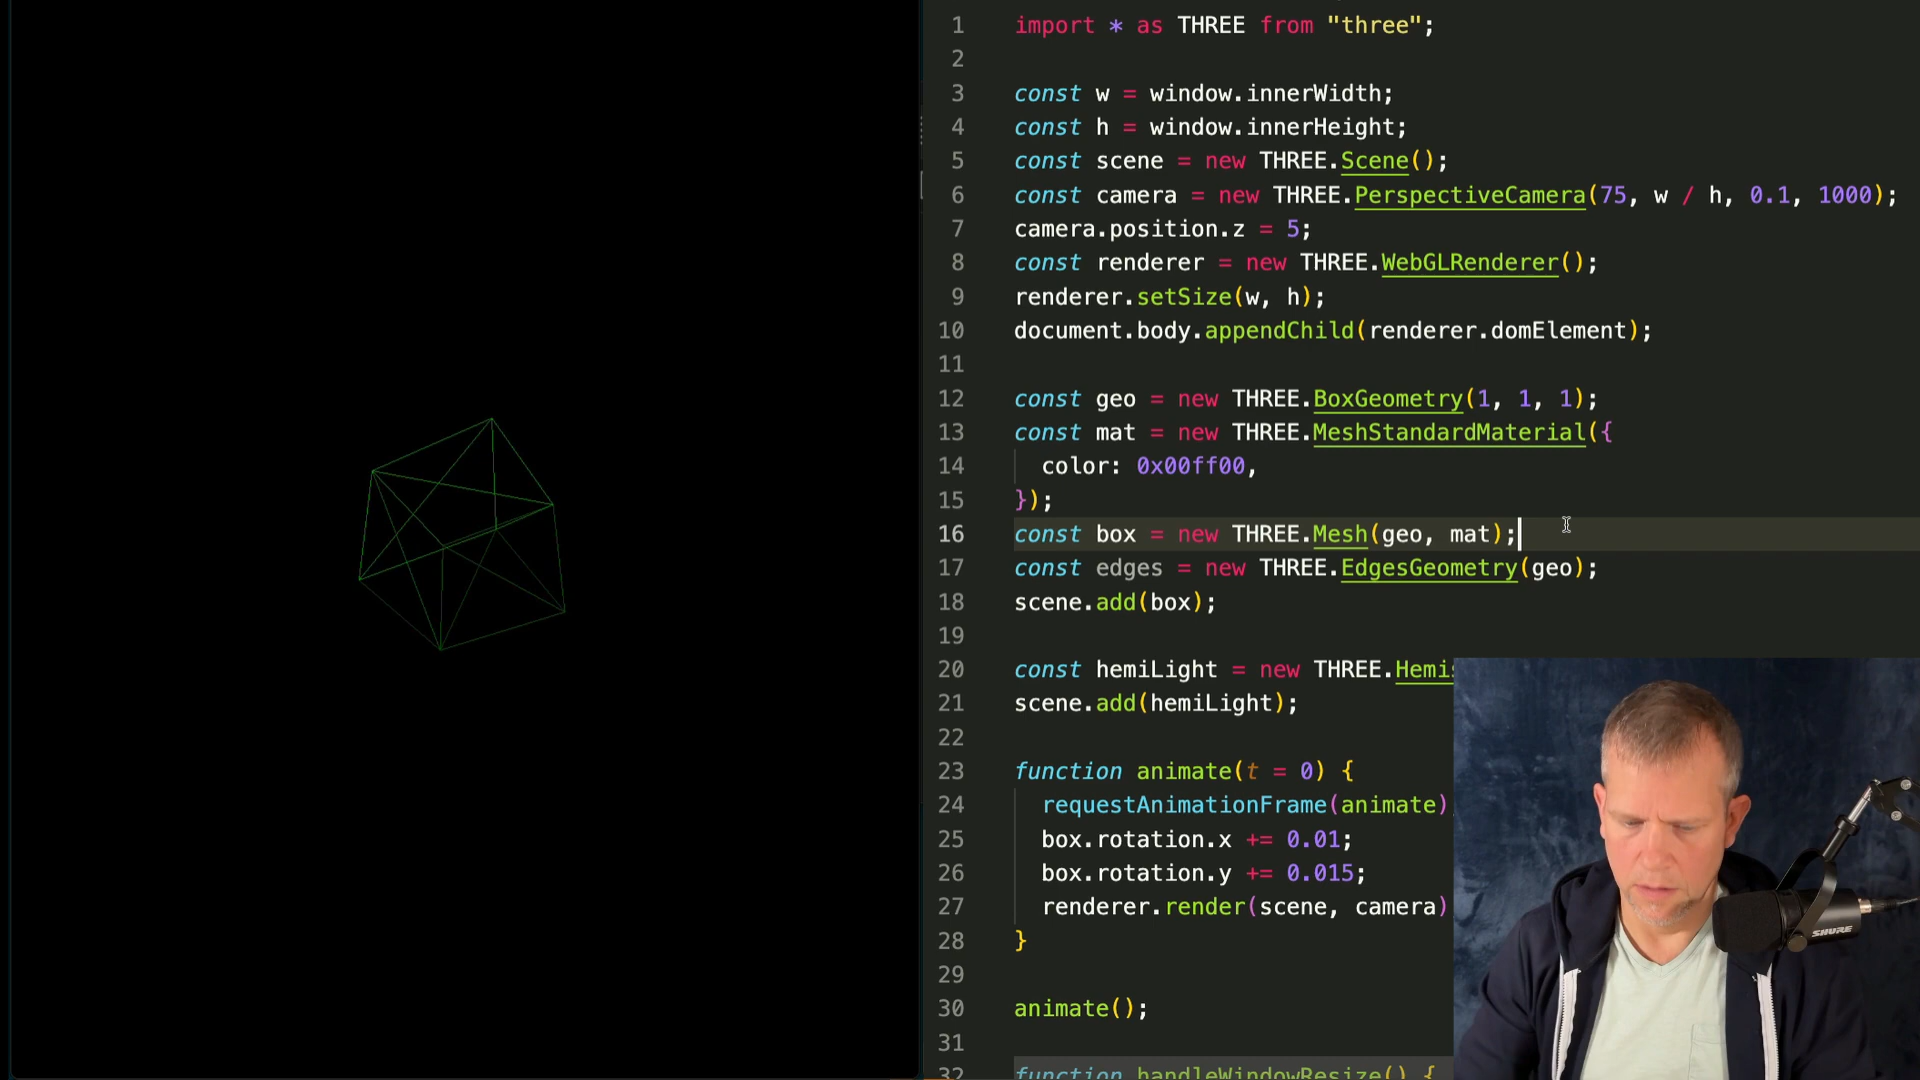 1 import * as THREE from "three";
2
3 const w = window.innerWidth;
4 const h = window.innerHeight;
5 const scene = new THREE.Scene();
6 const camera = new THREE.PerspectiveCamera(75, w / h, 0.1, 1000);
7 camera.position.z = 5;
8 const renderer = new THREE.WebGLRenderer();
9 renderer.setSize(w, h);
10 document.body.appendChild(renderer.domElement);
11
12 const geo = new THREE.BoxGeometry(1, 1, 1);
13 const mat = new THREE.MeshStandardMaterial({
14 color: 0x00ff00,
15 });
16 const box = new THREE.Mesh(geo, mat);
17 const edges = new THREE.EdgesGeometry(geo);
18 scene.add(box);
19
20 const hemiLight = new THREE.Hemis
21 scene.add(hemiLight);
22
23 function animate(t = 0) {
24 requestAnimationFrame(animate)
25 box.rotation.x += 0.01;
26 box.rotation.y += 0.015;
27 renderer.render(scene, camera)
28 }
29
30 animate();
31
32 function handleWindowResize() {
SHURE